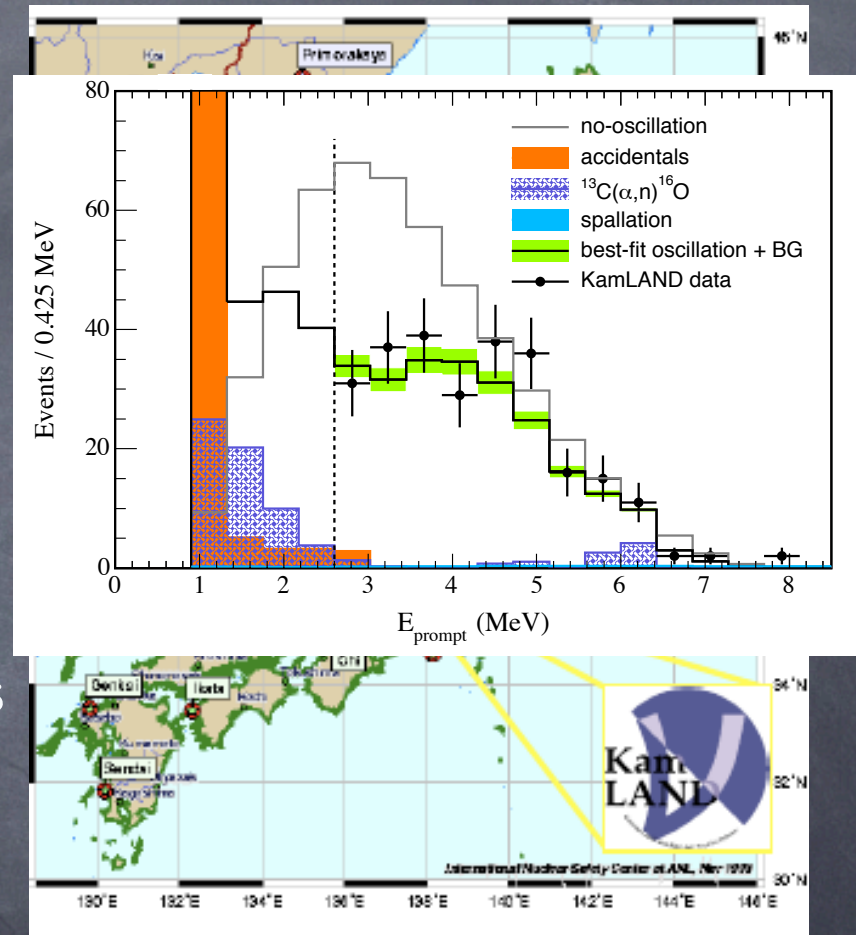 46°N
Primorskaya
80
60
40
20
0
Events / 0.425 MeV
no-oscillation
accidentals
¹³C(α,n)¹⁶O
spallation
best-fit oscillation + BG
KamLAND data
0 1 2 3 4 5 6 7 8
E_prompt (MeV)
s
Genkai
Ikata
34°N
Sendai
Kagoshima
Kam
LAND
32°N
International Nuclear Safety Center at ANL, Mar 1999
30°N
130°E 132°E 134°E 136°E 138°E 140°E 142°E 144°E 146°E